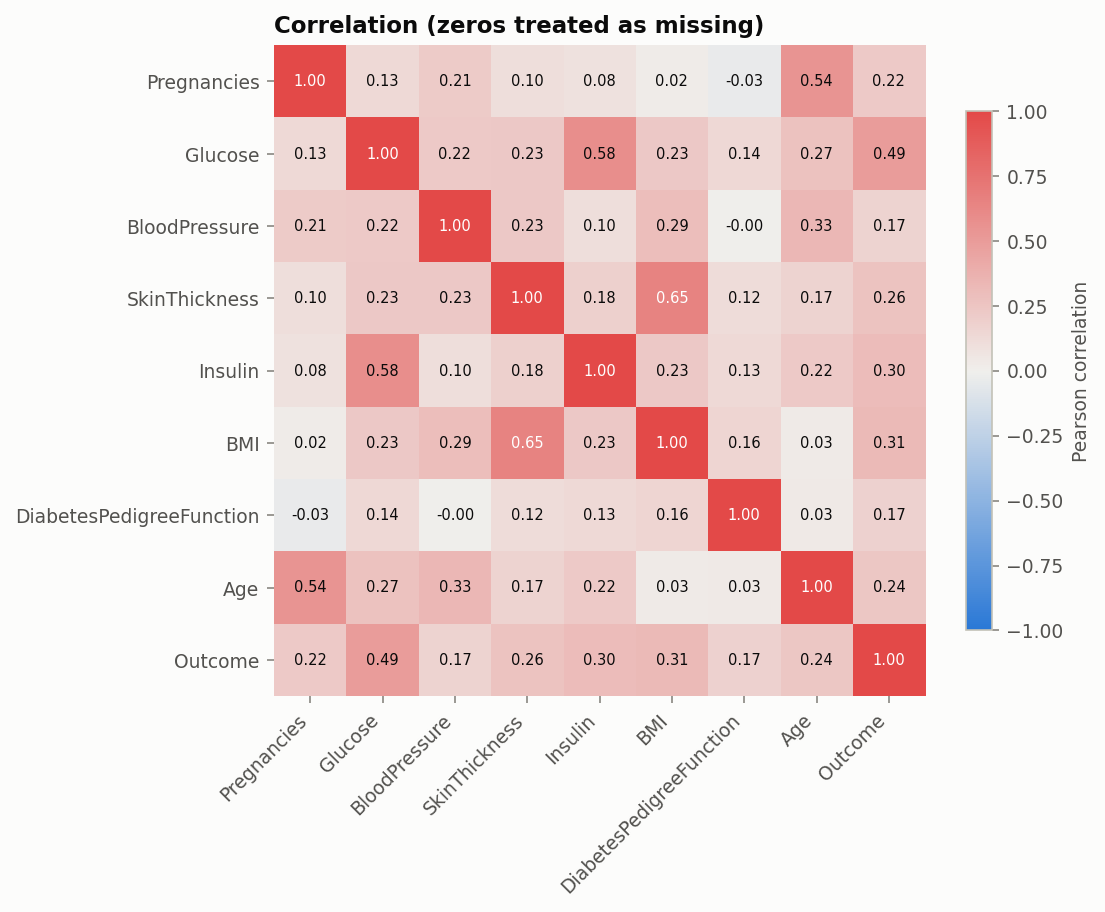 Correlation (zeros treated as missing)
Pregnancies 1.00 0.13 0.21 0.10 0.08 0.02 -0.03 0.54 0.22
Glucose 0.13 1.00 0.22 0.23 0.58 0.23 0.14 0.27 0.49
BloodPressure 0.21 0.22 1.00 0.23 0.10 0.29 -0.00 0.33 0.17
SkinThickness 0.10 0.23 0.23 1.00 0.18 0.65 0.12 0.17 0.26
Insulin 0.08 0.58 0.10 0.18 1.00 0.23 0.13 0.22 0.30
BMI 0.02 0.23 0.29 0.65 0.23 1.00 0.16 0.03 0.31
DiabetesPedigreeFunction -0.03 0.14 -0.00 0.12 0.13 0.16 1.00 0.03 0.17
Age 0.54 0.27 0.33 0.17 0.22 0.03 0.03 1.00 0.24
Outcome 0.22 0.49 0.17 0.26 0.30 0.31 0.17 0.24 1.00
Pregnancies
Glucose
BloodPressure
SkinThickness
Insulin
BMI
DiabetesPedigreeFunction
Age
Outcome
1.00
0.75
0.50
0.25
0.00
−0.25
−0.50
−0.75
−1.00
Pearson correlation